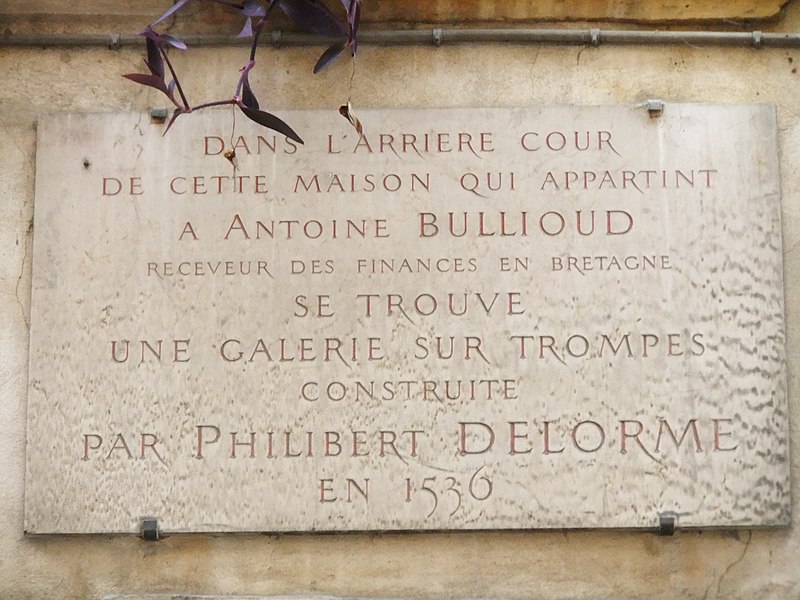 DANS L'ARRIERE COUR
DE CETTE MAISON QUI APPARTINT
A ANTOINE BULLIOUD
RECEVEUR DES FINANCES EN BRETAGNE
SE TROUVE
UNE GALERIE SUR TROMPES
CONSTRUITE
PAR PHILIBERT DELORME
EN 1536